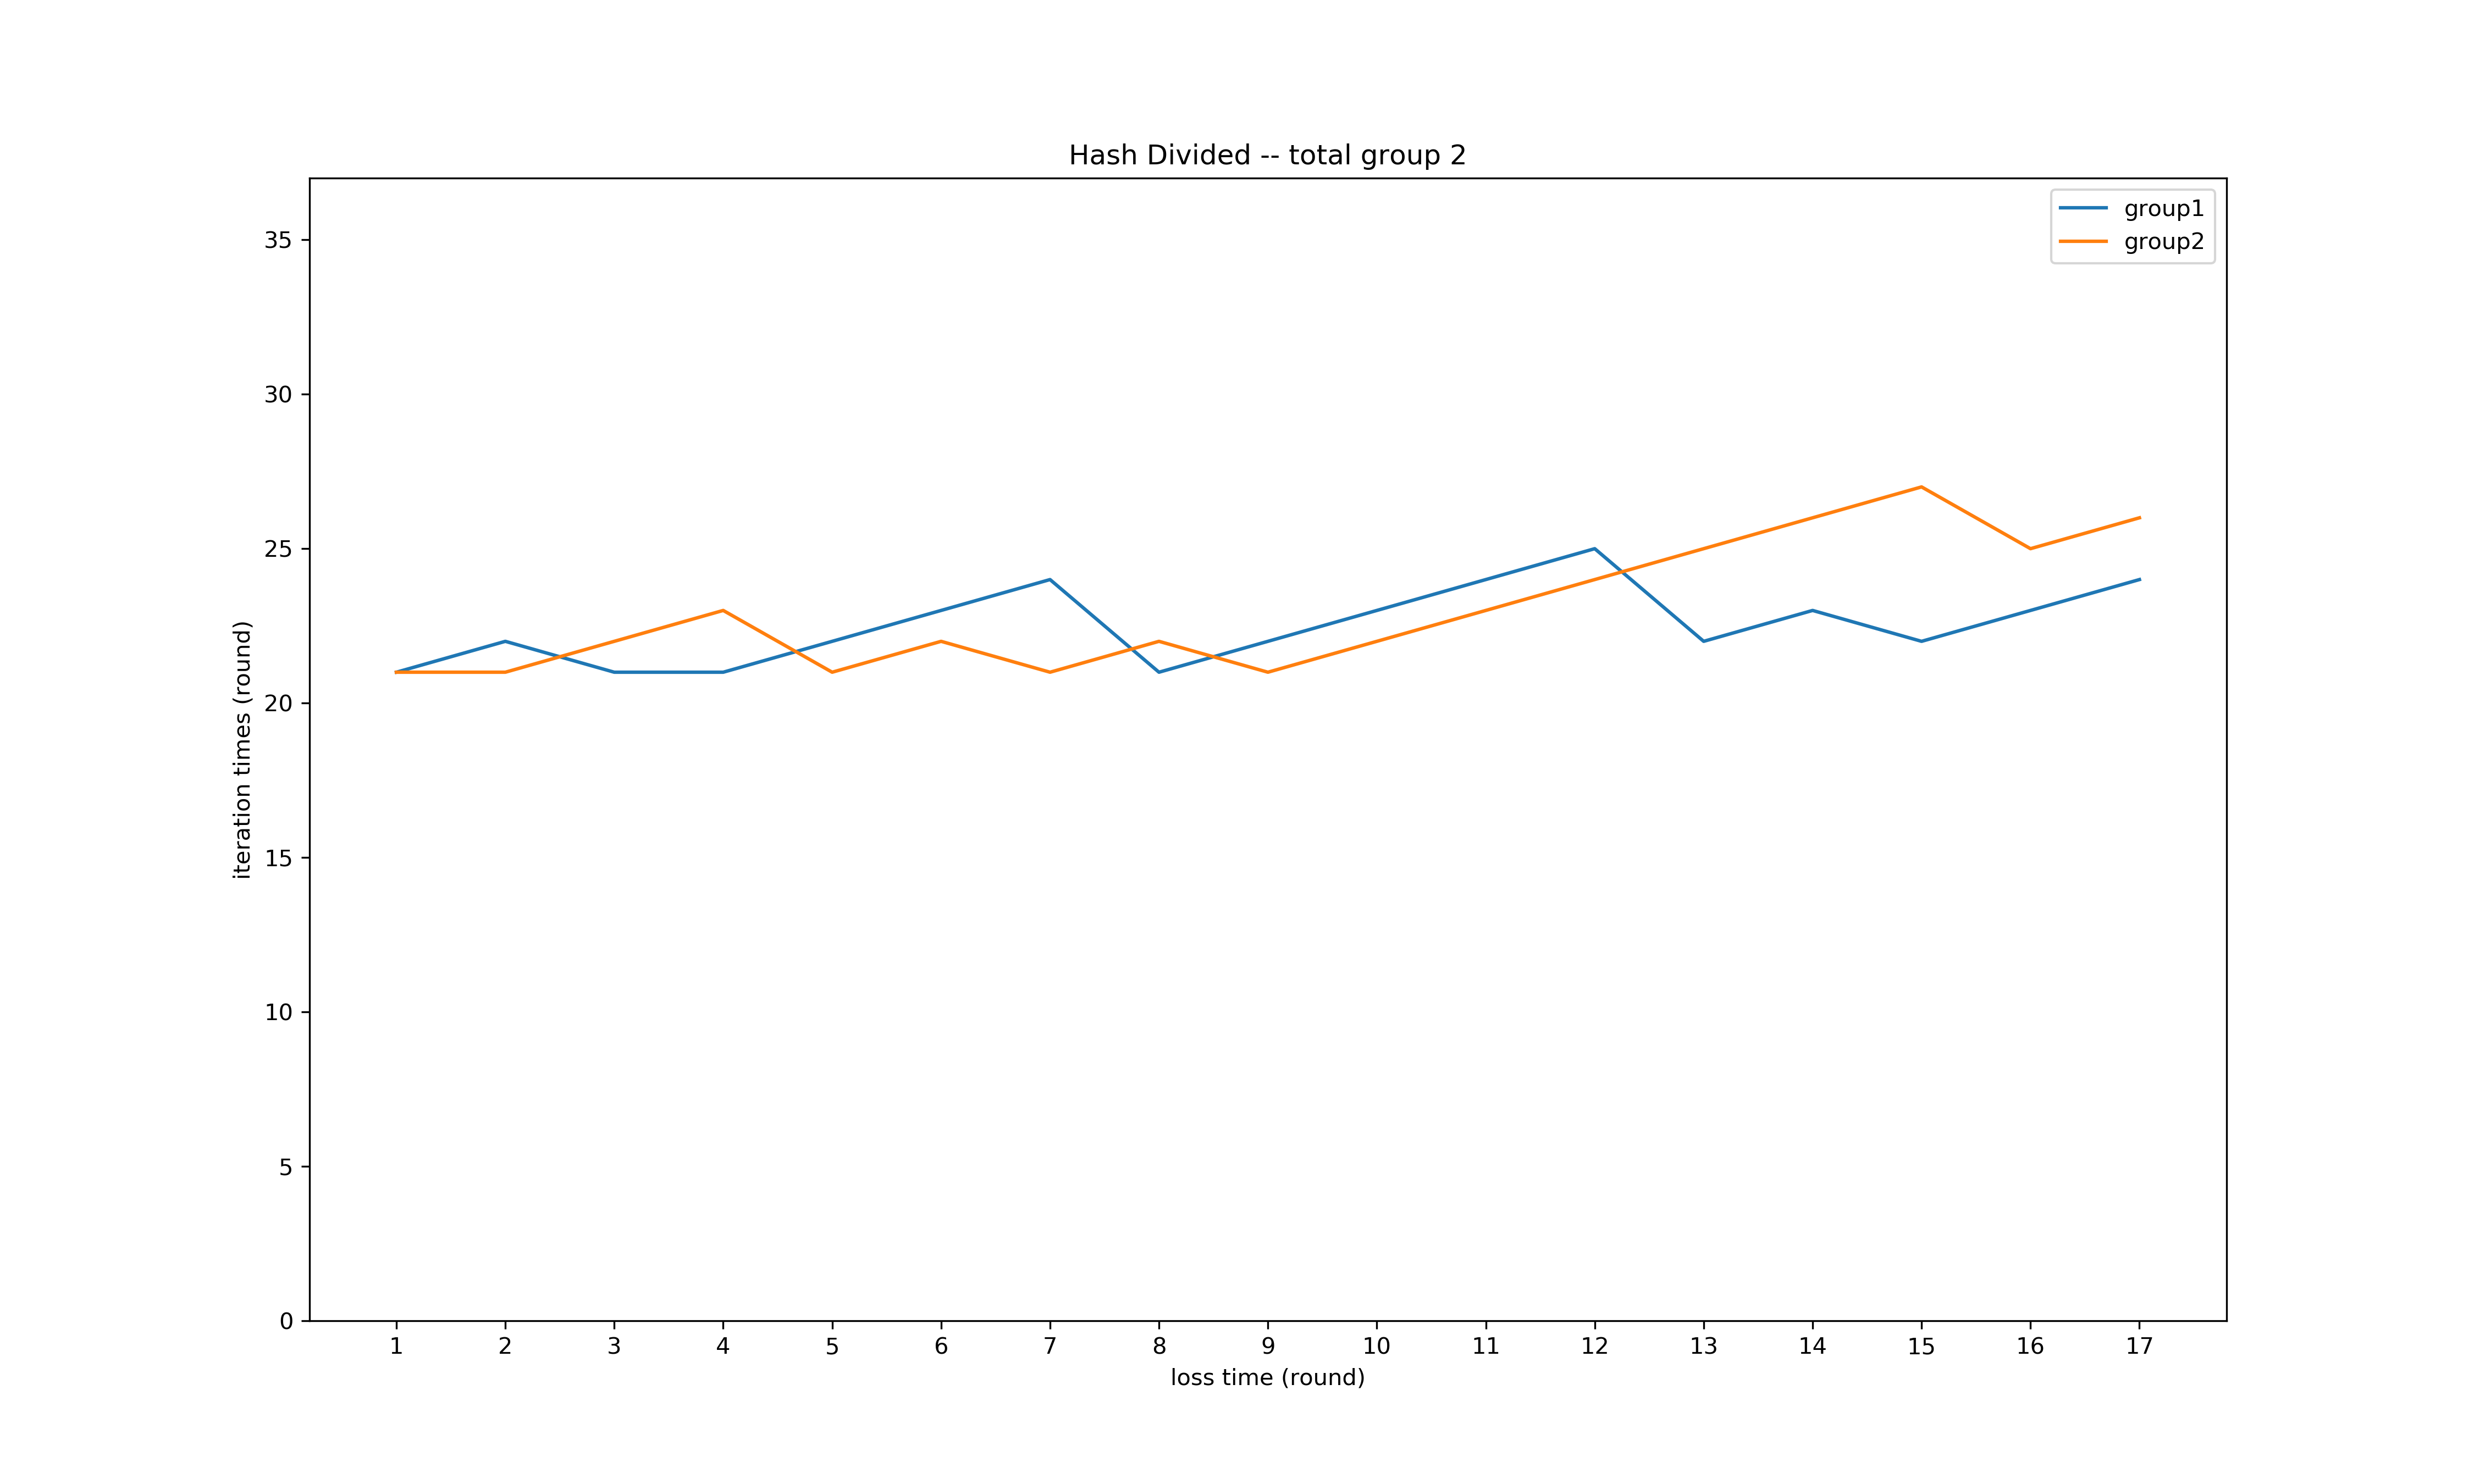 Hash Divided -- total group 2
group1
group2
35
30
25
20
15
10
5
0
iteration times (round)
1 2 3 4 5 6 7 8 9 10 11 12 13 14 15 16 17
loss time (round)